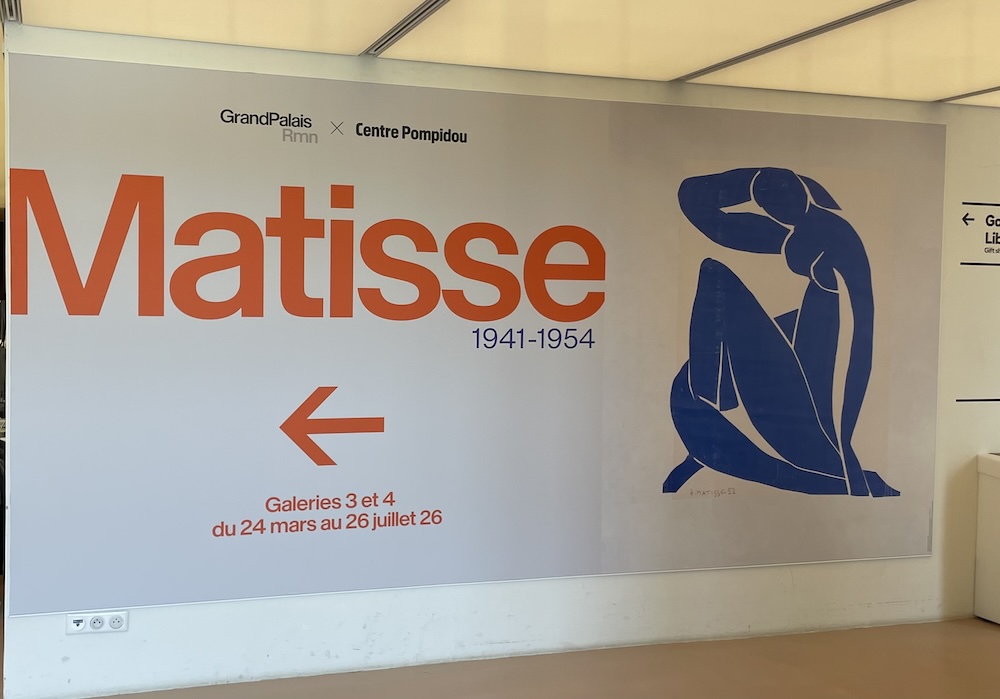 GrandPalais
Rmn
×
Centre Pompidou
Matisse
1941-1954
←
Galeries 3 et 4
du 24 mars au 26 juillet 26
←